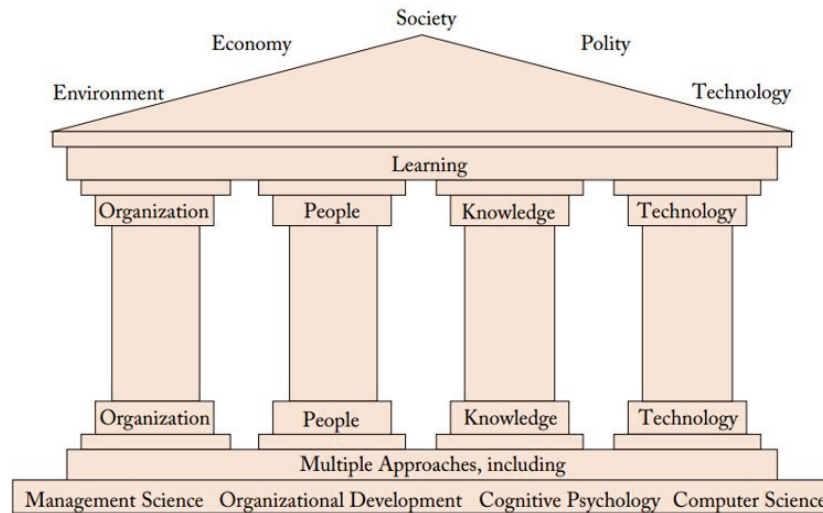 Society
Economy Polity
Environment Technology
Learning
Organization People Knowledge Technology
Organization People Knowledge Technology
Multiple Approaches, including
Management Science Organizational Development Cognitive Psychology Computer Science